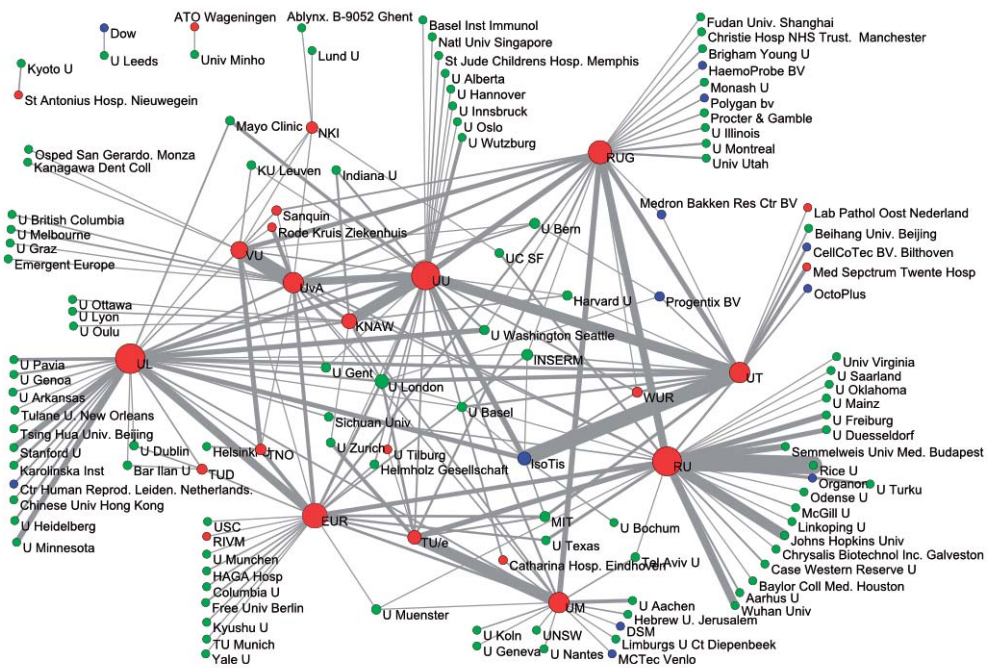 ATO Wageningen
Ablynx. B-9052 Ghent
Dow
U Leeds
Univ Minho
Lund U
Kyoto U
St Antonius Hosp. Nieuwegein
Basel Inst Immunol
Natl Univ Singapore
St Jude Childrens Hosp. Memphis
U Alberta
U Hannover
U Innsbruck
U Oslo
U Wutzburg
Fudan Univ. Shanghai
Christie Hosp NHS Trust. Manchester
Brigham Young U
HaemoProbe BV
Monash U
Polygan bv
Procter & Gamble
U Illinois
U Montreal
Univ Utah
Mayo Clinic
NKI
RUG
Osped San Gerardo. Monza
Kanagawa Dent Coll
KU Leuven
Indiana U
Sanquin
Rode Kruis Ziekenhuis
U British Columbia
U Melbourne
U Graz
Emergent Europe
VU
UvA
UU
U Bern
UC SF
Medron Bakken Res Ctr BV
Lab Pathol Oost Nederland
Beihang Univ. Beijing
CellCoTec BV. Bilthoven
Med Sepctrum Twente Hosp
OctoPlus
Harvard U
Progentix BV
U Ottawa
U Lyon
U Oulu
KNAW
U Washington Seattle
INSERM
UL
U Gent
U London
UT
WUR
U Pavia
U Genoa
U Arkansas
Tulane U. New Orleans
Tsing Hua Univ. Beijing
Stanford U
Karolinska Inst
Ctr Human Reprod. Leiden. Netherlands.
Chinese Univ Hong Kong
U Heidelberg
U Minnesota
U Dublin
Bar Ilan U
TUD
Helsinki U
TNO
Sichuan Univ
U Basel
U Zurich
U Tilburg
Helmholz Gesellschaft
IsoTis
RU
Univ Virginia
U Saarland
U Oklahoma
U Mainz
U Freiburg
U Duesseldorf
Semmelweis Univ Med. Budapest
Rice U
Organon
U Turku
Odense U
McGill U
Linkoping U
Johns Hopkins Univ
Chrysalis Biotechnol Inc. Galveston
Case Western Reserve U
Baylor Coll Med. Houston
Aarhus U
Wuhan Univ
EUR
TU/e
MIT
U Texas
U Bochum
Catharina Hosp. Eindhoven
Tel Aviv U
USC
RIVM
U Munchen
HAGA Hosp
Columbia U
Free Univ Berlin
Kyushu U
TU Munich
Yale U
U Muenster
UM
U Aachen
Hebrew U. Jerusalem
DSM
Limburgs U Ct Diepenbeek
MCTec Venlo
U Koln
U Geneva
UNSW
U Nantes